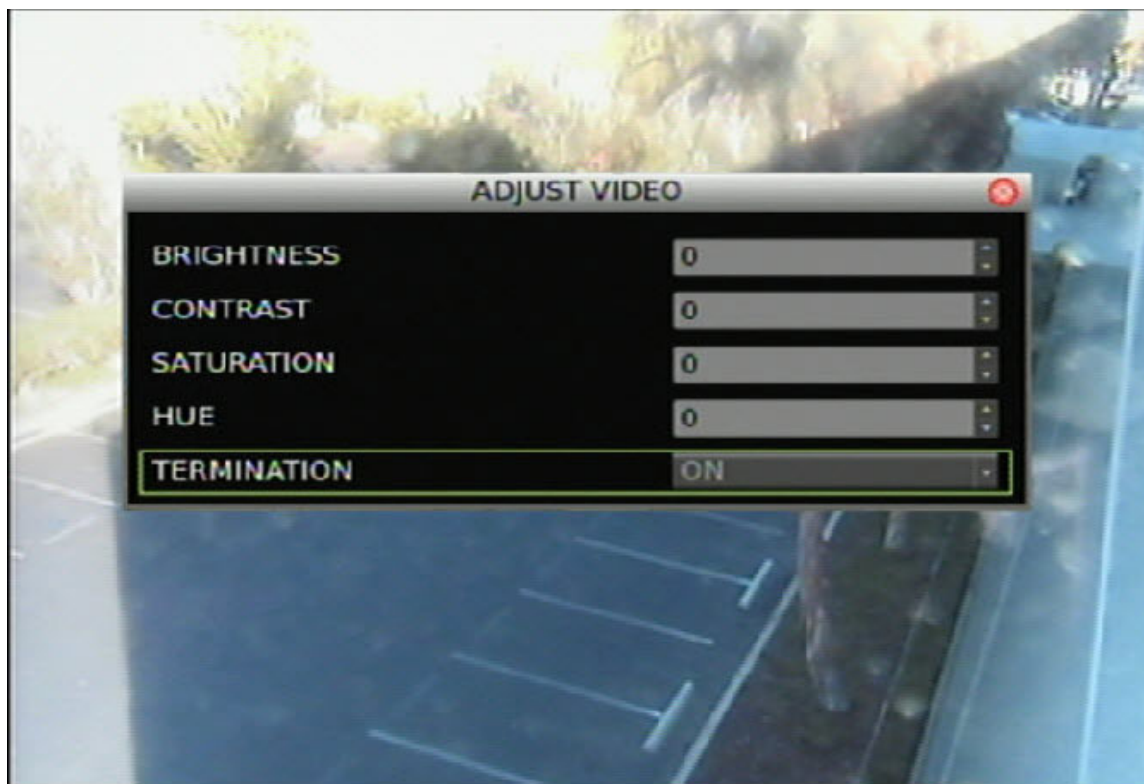 ADJUST VIDEO
BRIGHTNESS 0
CONTRAST 0
SATURATION 0
HUE 0
TERMINATION ON